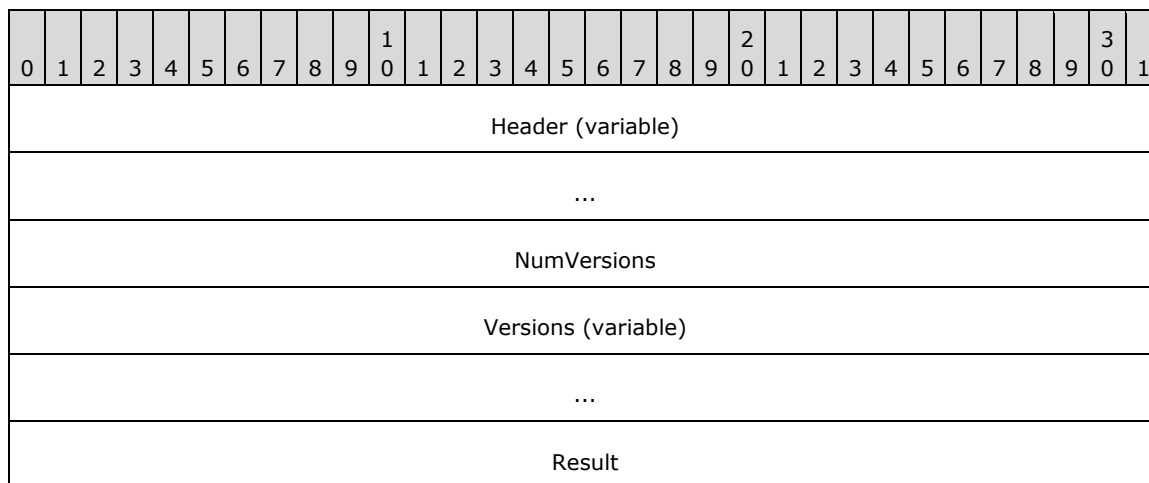 1 2 3
0 1 2 3 4 5 6 7 8 9 0 1 2 3 4 5 6 7 8 9 0 1 2 3 4 5 6 7 8 9 0 1
Header (variable)
...
NumVersions
Versions (variable)
...
Result